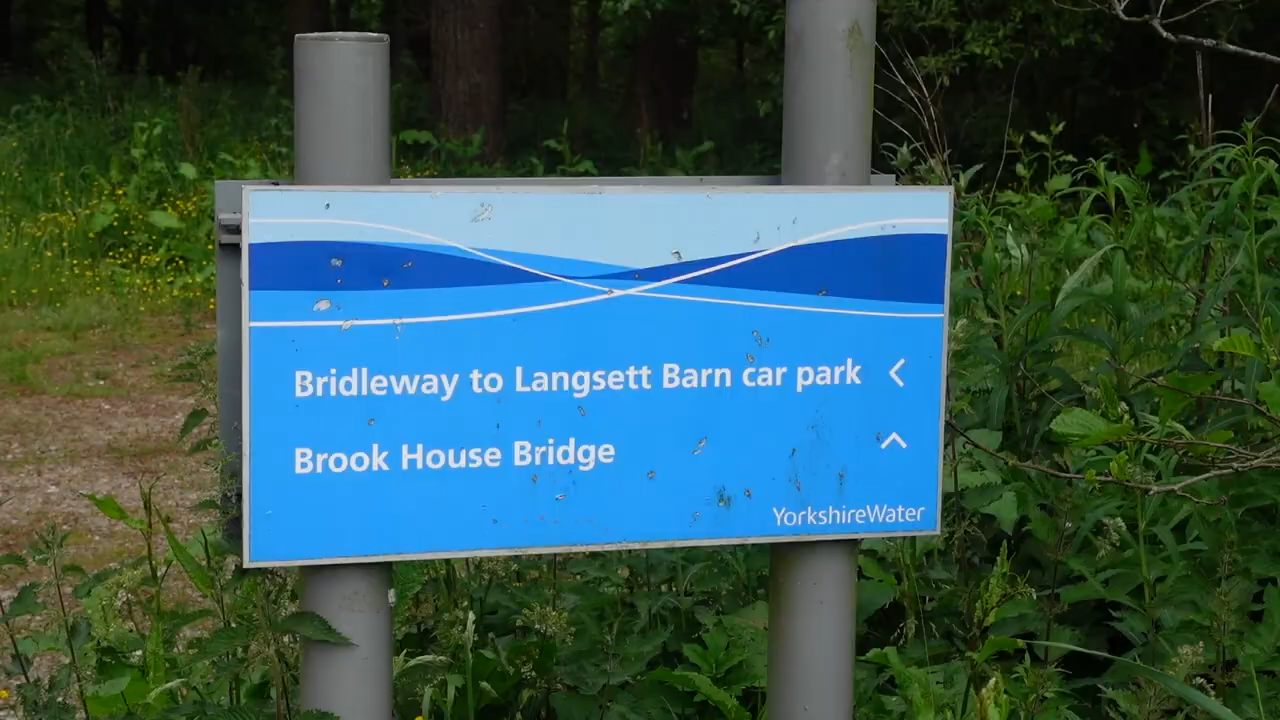 Bridleway to Langsett Barn car park <
Brook House Bridge ^
YorkshireWater